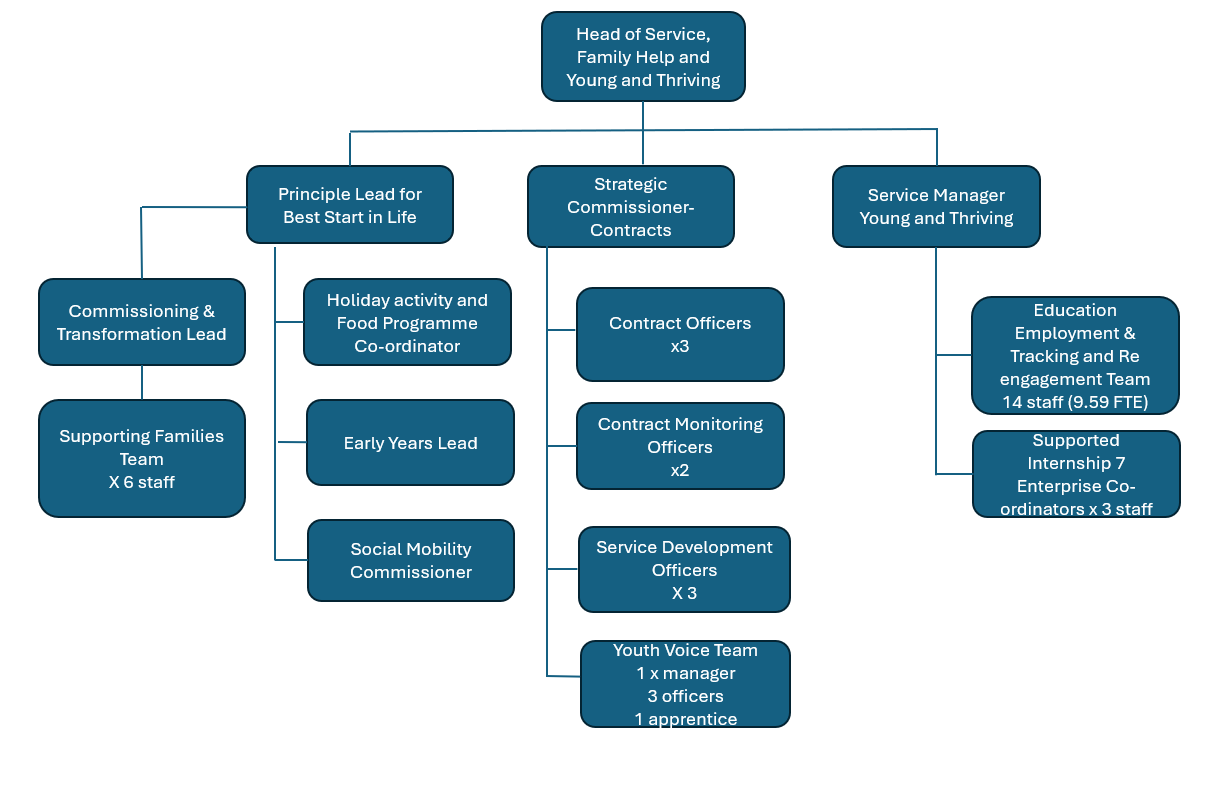 Head of Service,
Family Help and
Young and Thriving
Principle Lead for
Best Start in Life
Strategic
Commissioner-
Contracts
Service Manager
Young and Thriving
Commissioning &
Transformation Lead
Supporting Families
Team
X 6 staff
Holiday activity and
Food Programme
Co-ordinator
Early Years Lead
Social Mobility
Commissioner
Contract Officers
x3
Contract Monitoring
Officers
x2
Service Development
Officers
X 3
Youth Voice Team
1 x manager
3 officers
1 apprentice
Education
Employment &
Tracking and Re
engagement Team
14 staff (9.59 FTE)
Supported
Internship 7
Enterprise Co-
ordinators x 3 staff